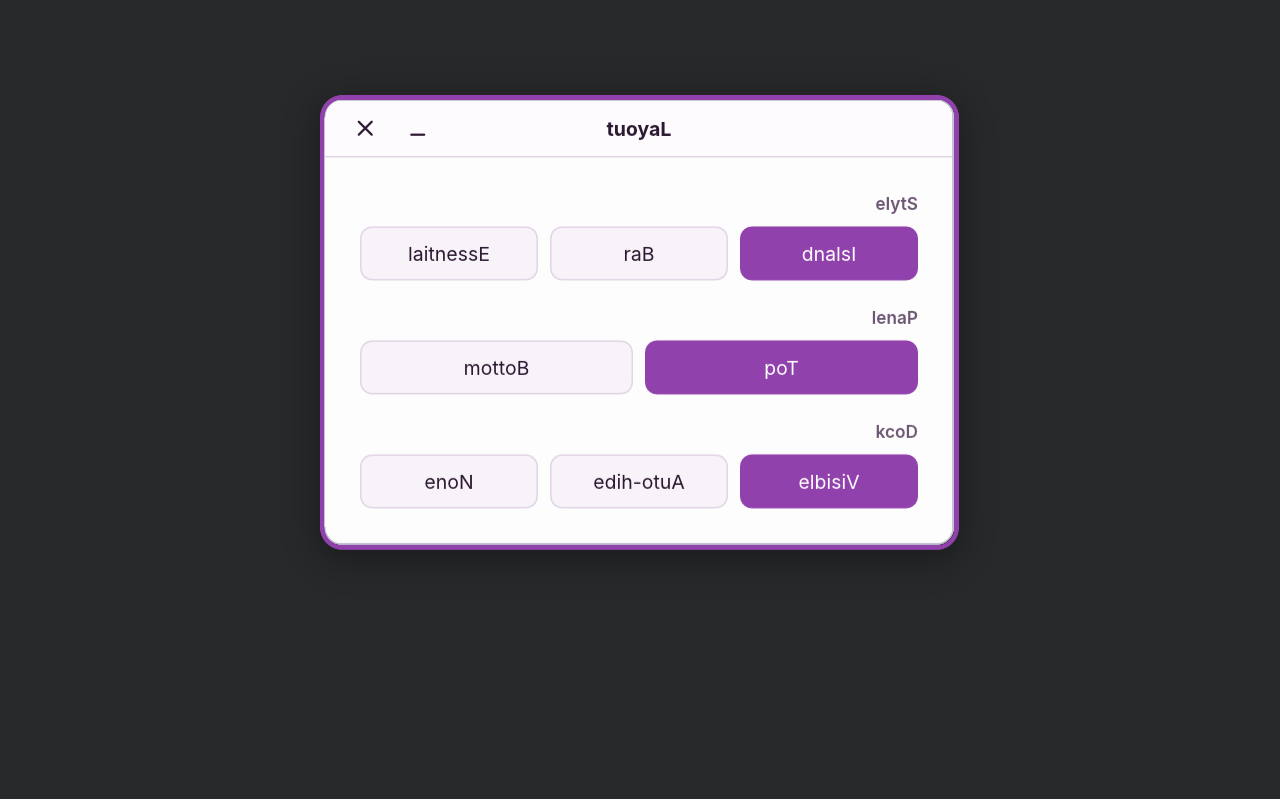 tuoyaL
elytS
laitnessE raB dnalsI
lenaP
mottoB poT
kcoD
enoN edih-otuA elbisiV